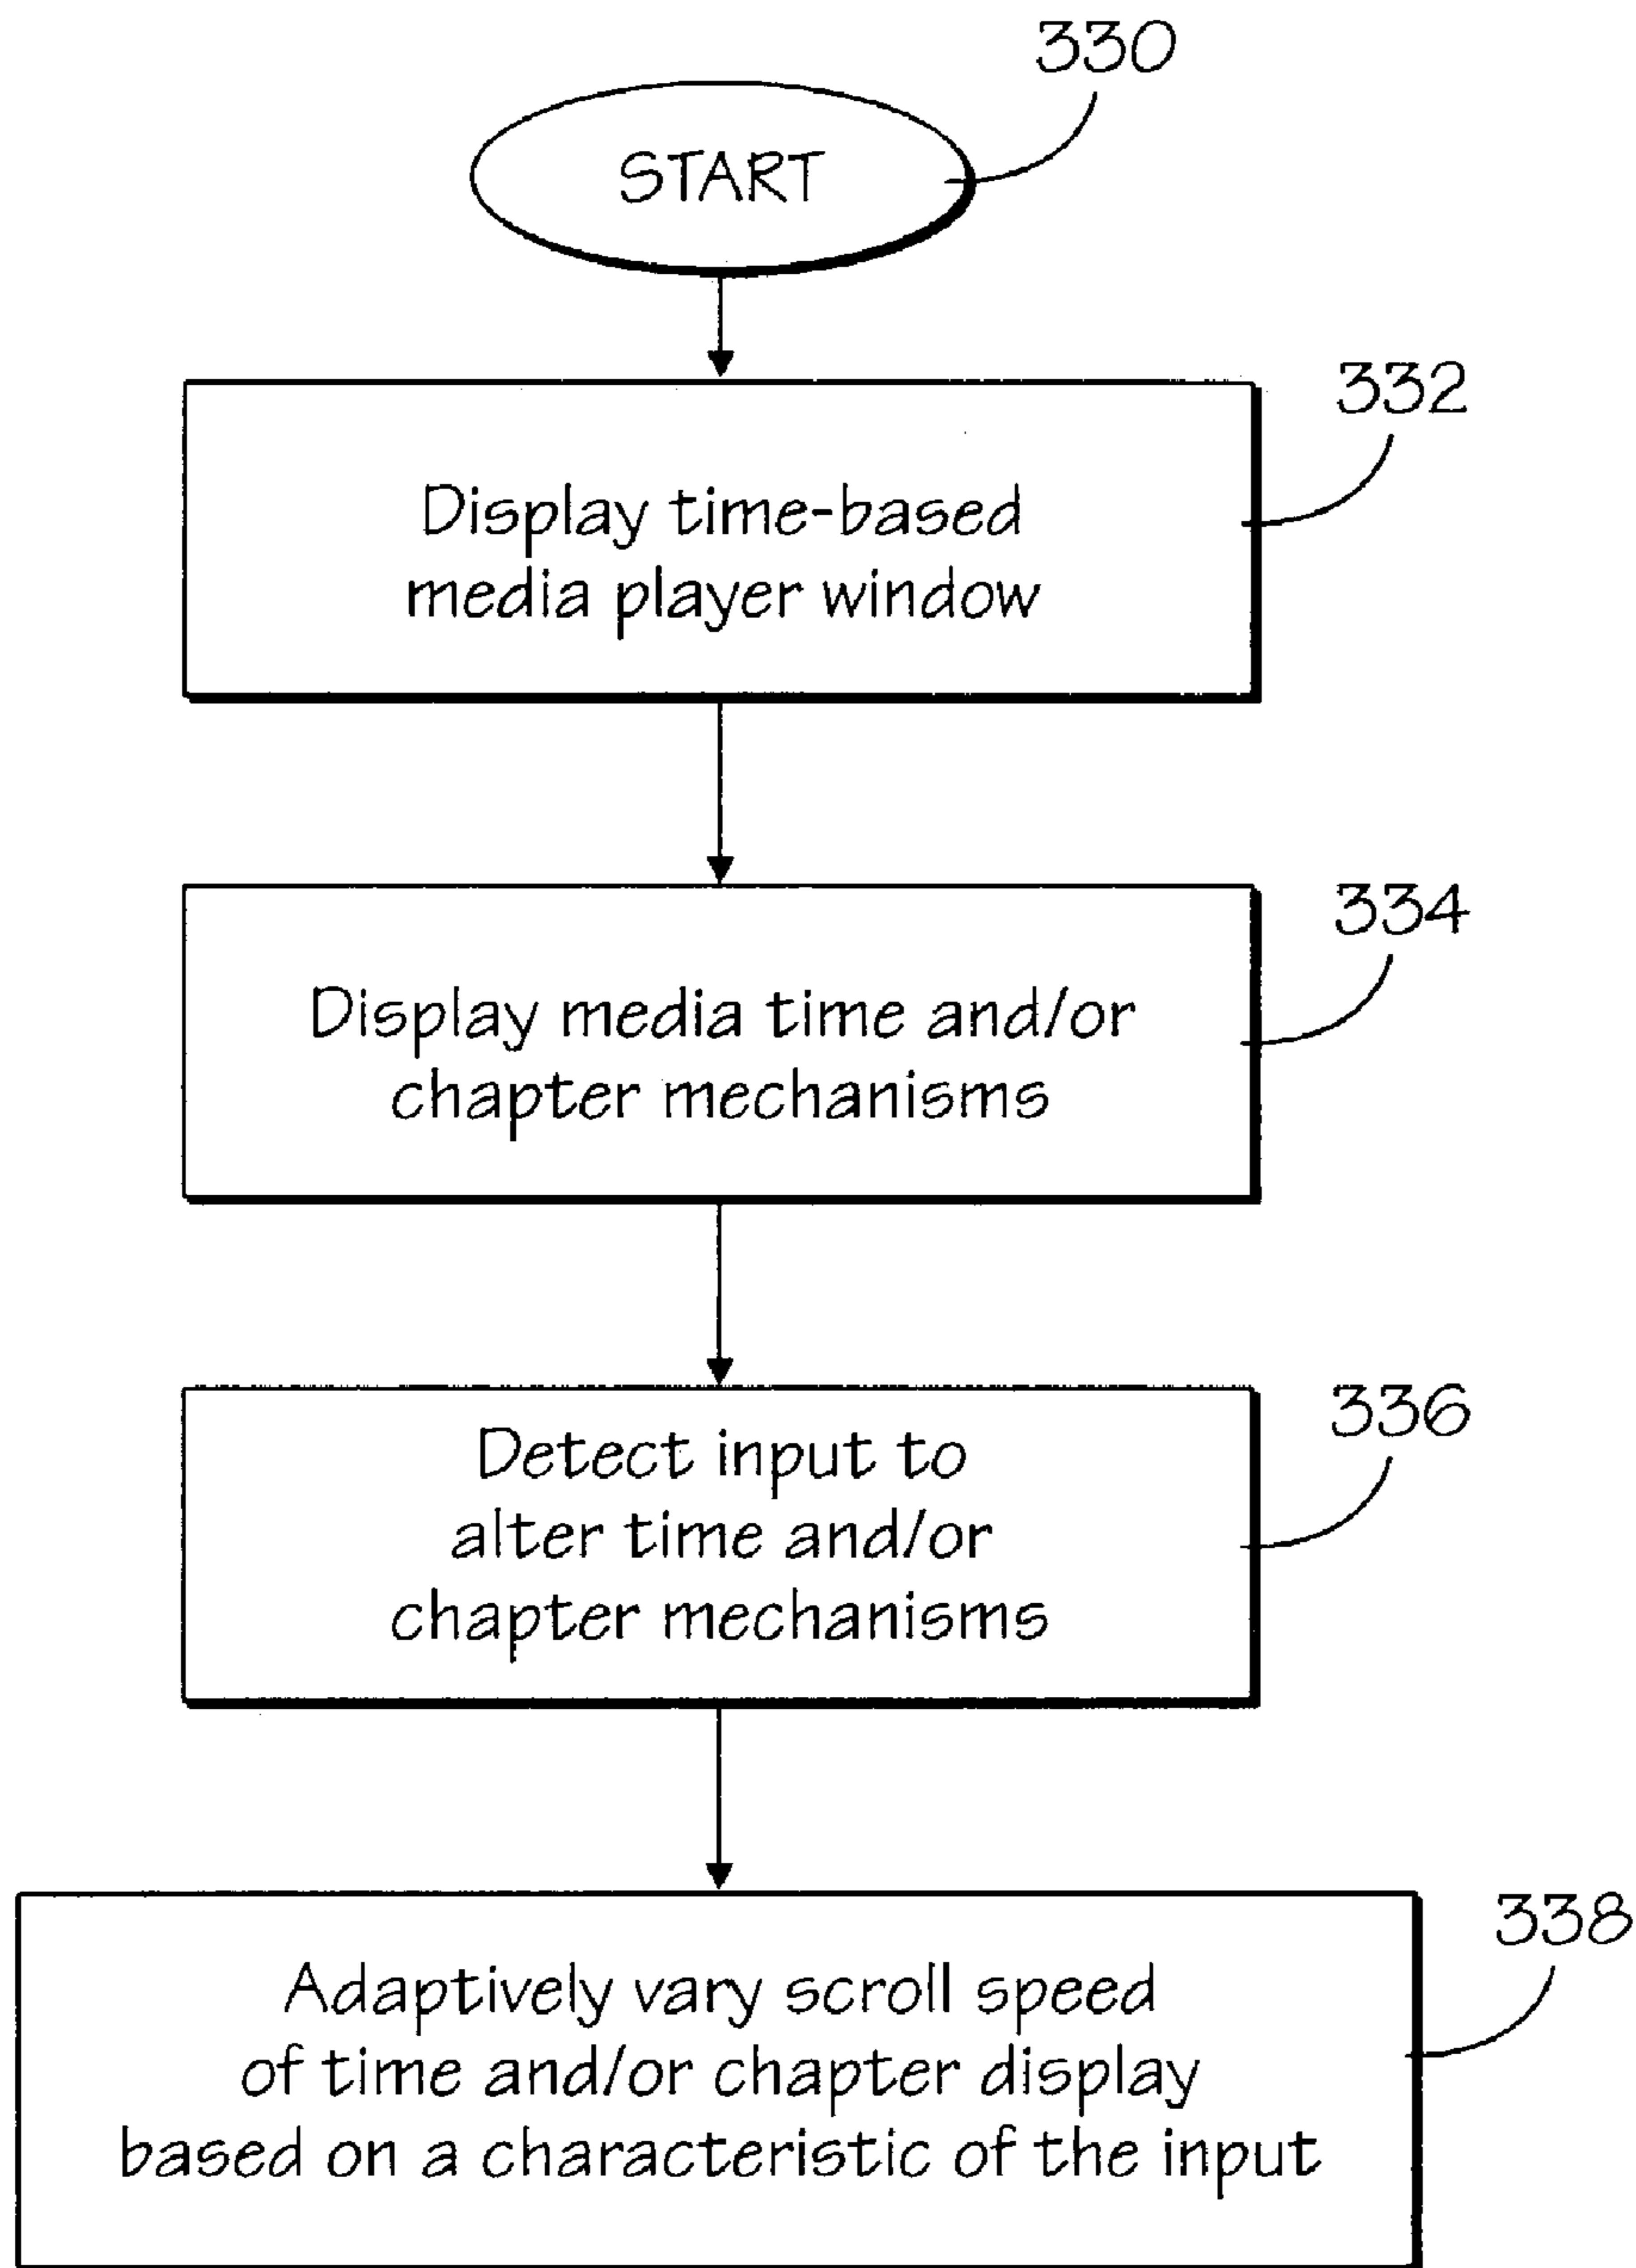 330
START
332
Display time-based
media player window
334
Display media time and/or
chapter mechanisms
336
Detect input to
alter time and/or
chapter mechanisms
338
Adaptively vary scroll speed
of time and/or chapter display
based on a characteristic of the input